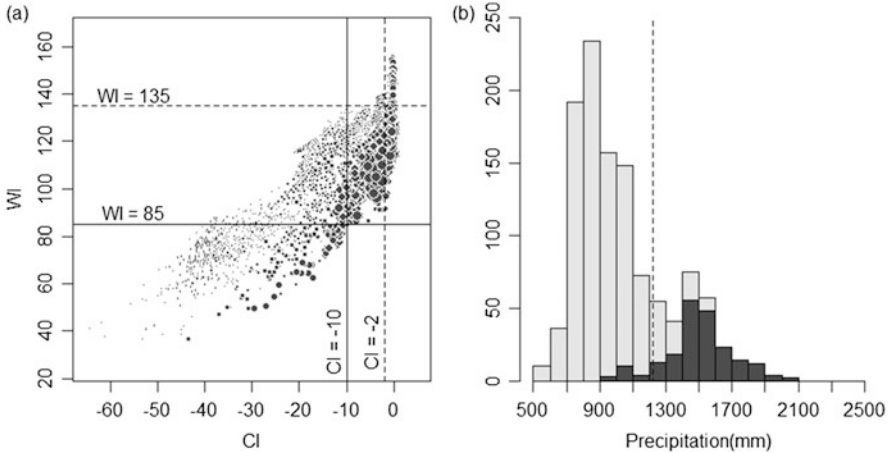 (a)
160
140
120
100
80
60
40
20
WI
WI = 135
WI = 85
CI = -10
CI = -2
-60 -50 -40 -30 -20 -10 0
CI
(b)
250
200
150
100
50
0
500 900 1300 1700 2100 2500
Precipitation(mm)